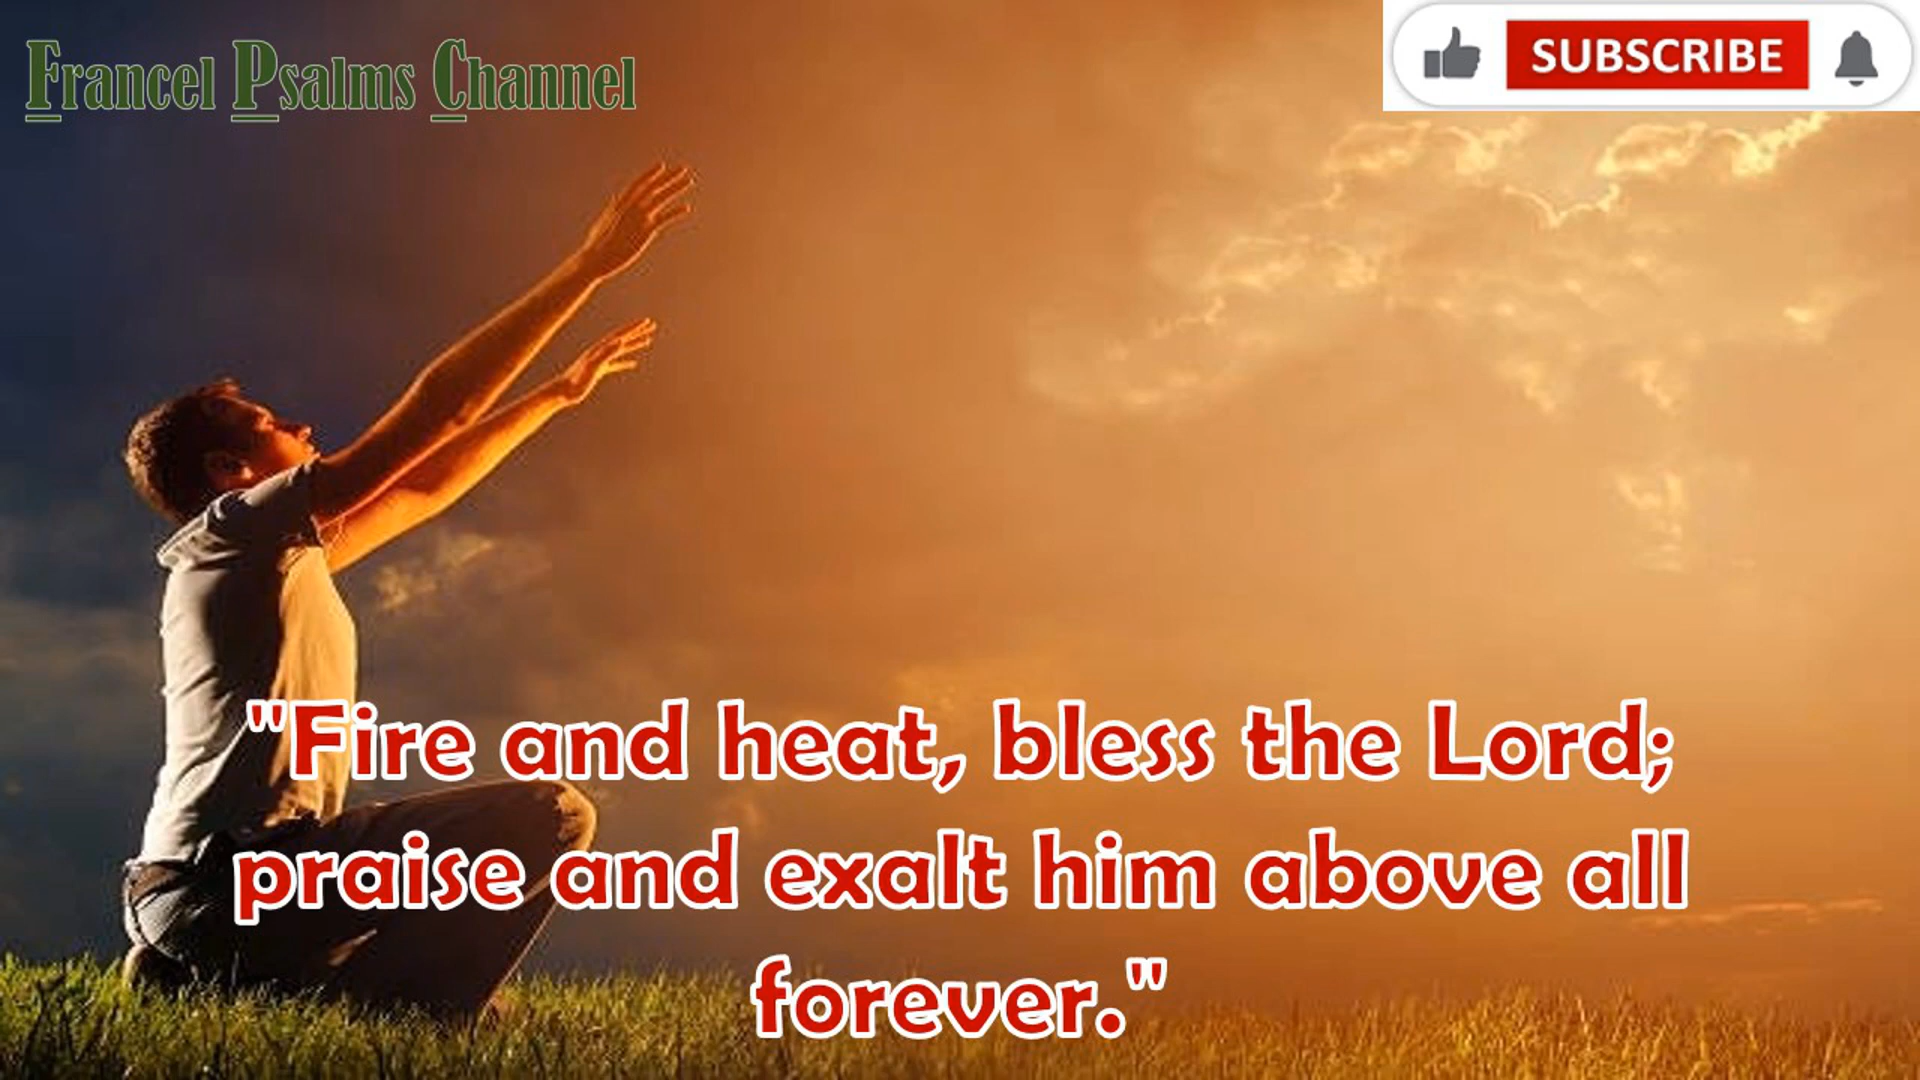 Francel Psalms Channel
SUBSCRIBE
"Fire and heat, bless the Lord;
praise and exalt him above all
forever."